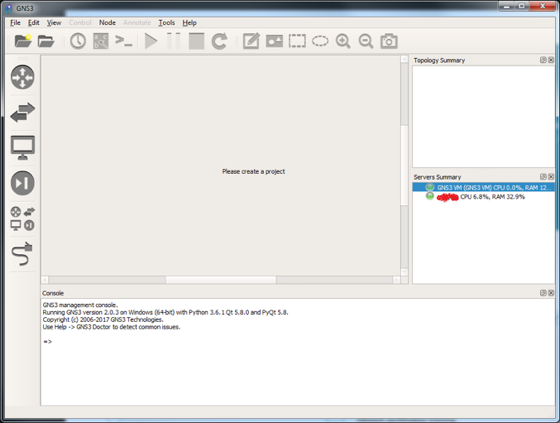 GNS3
File Edit View Control Node Annotate Tools Help
Topology Summary
Please create a project
Servers Summary
GNS3 VM (GNS3 VM) CPU 0.0%, RAM 12
CPU 6.8%, RAM 32.9%
Console
GNS3 management console.
Running GNS3 version 2.0.3 on Windows (64-bit) with Python 3.6.1 Qt 5.8.0 and PyQt 5.8.
Copyright (c) 2006-2017 GNS3 Technologies.
Use Help -> GNS3 Doctor to detect common issues.
=>